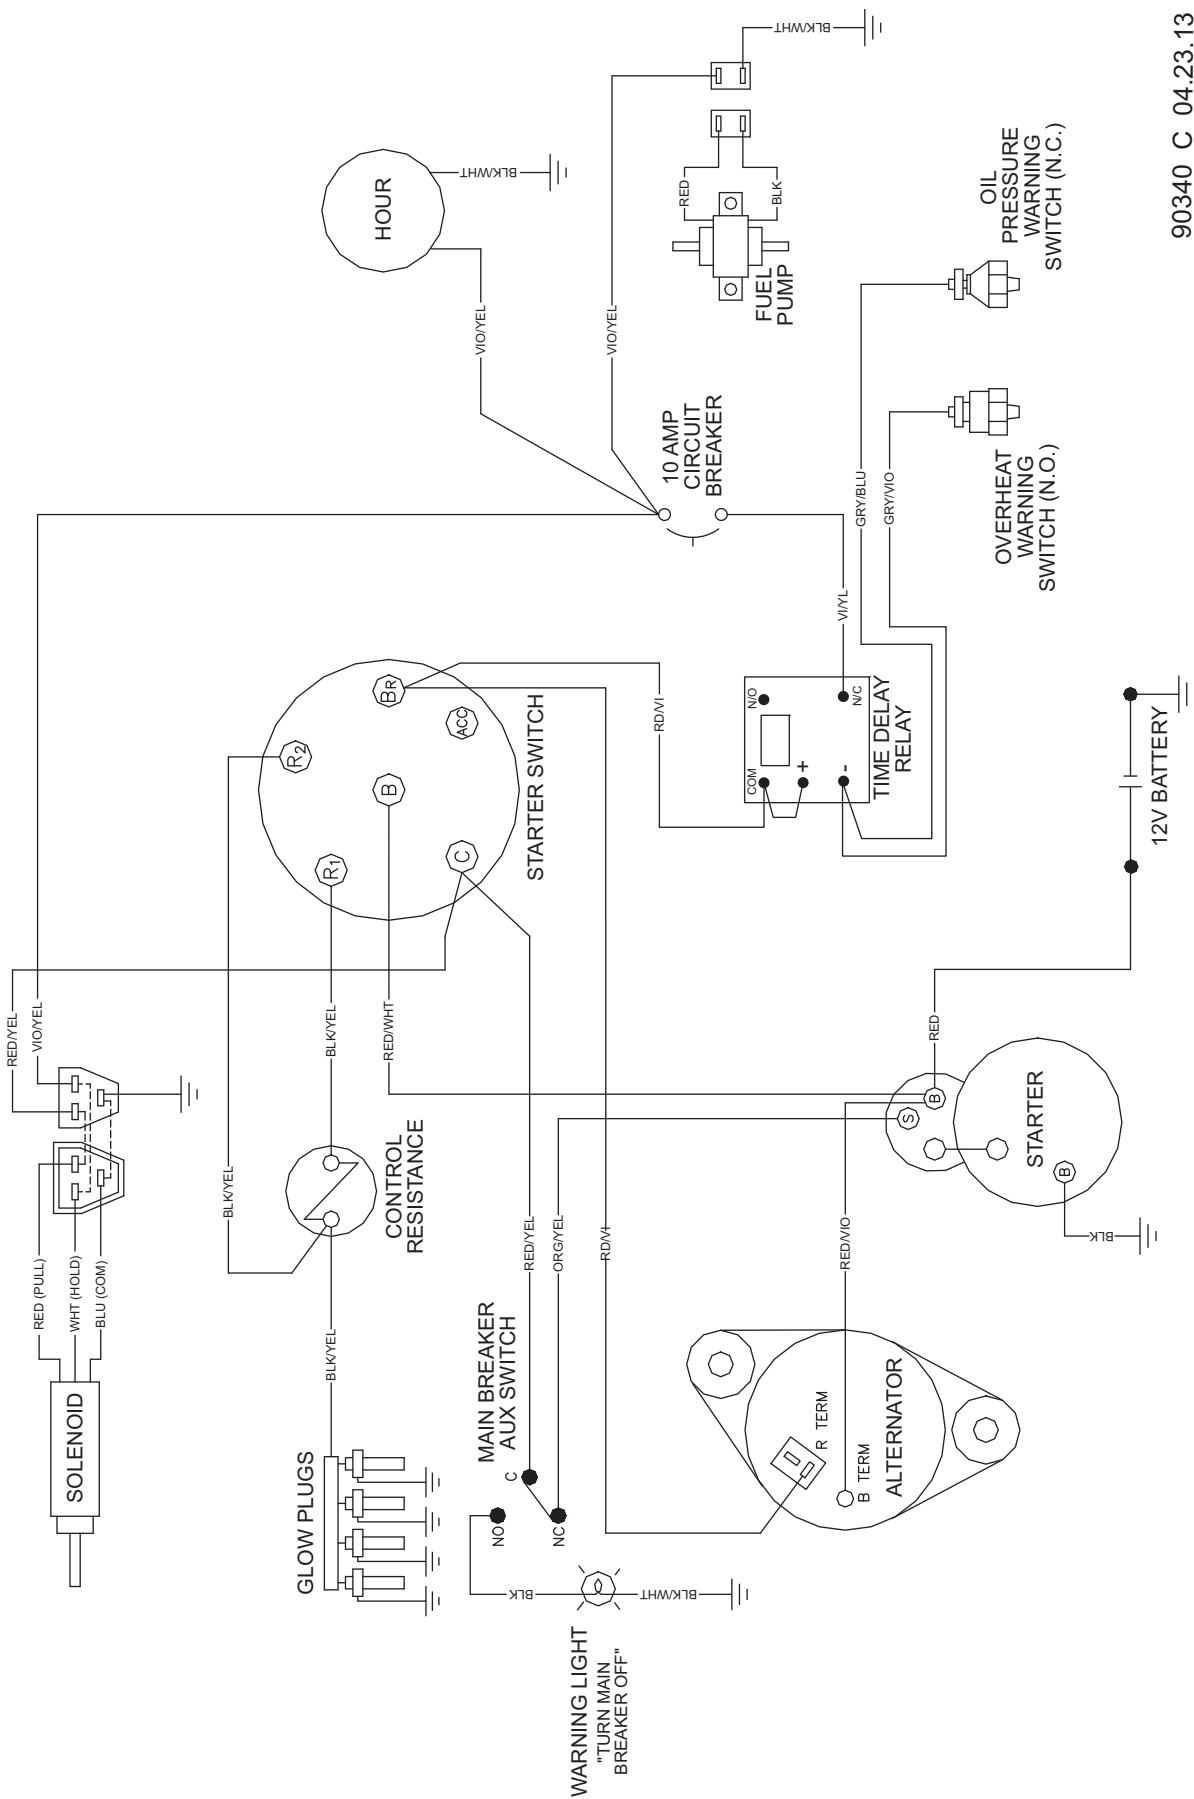 SOLENOID
RED (PULL)
WHT (HOLD)
BLU (COM)
RED/YEL
VIO/YEL
GLOW PLUGS
BLK/YEL
BLK/YEL
CONTROL
RESISTANCE
BLK/YEL
RED/WHT
R1
R2
B
BR
C
ACC
STARTER SWITCH
HOUR
BLK/WHT
VIO/YEL
VIO/YEL
WARNING LIGHT
"TURN MAIN
BREAKER OFF"
BLK
BLK/WHT
MAIN BREAKER
AUX SWITCH
NO
C
NC
RED/YEL
ORG/YEL
RD/VI
RD/VI
10 AMP
CIRCUIT
BREAKER
FUEL
PUMP
RED
BLK
BLK/WHT
COM
N/O
+
-
N/C
TIME DELAY
RELAY
VI/YL
GRY/BLU
GRY/VIO
R TERM
B TERM
ALTERNATOR
RED/VIO
S
B
RED
STARTER
B
BLK
12V BATTERY
OVERHEAT
WARNING
SWITCH (N.O.)
OIL
PRESSURE
WARNING
SWITCH (N.C.)
90340 C 04.23.13